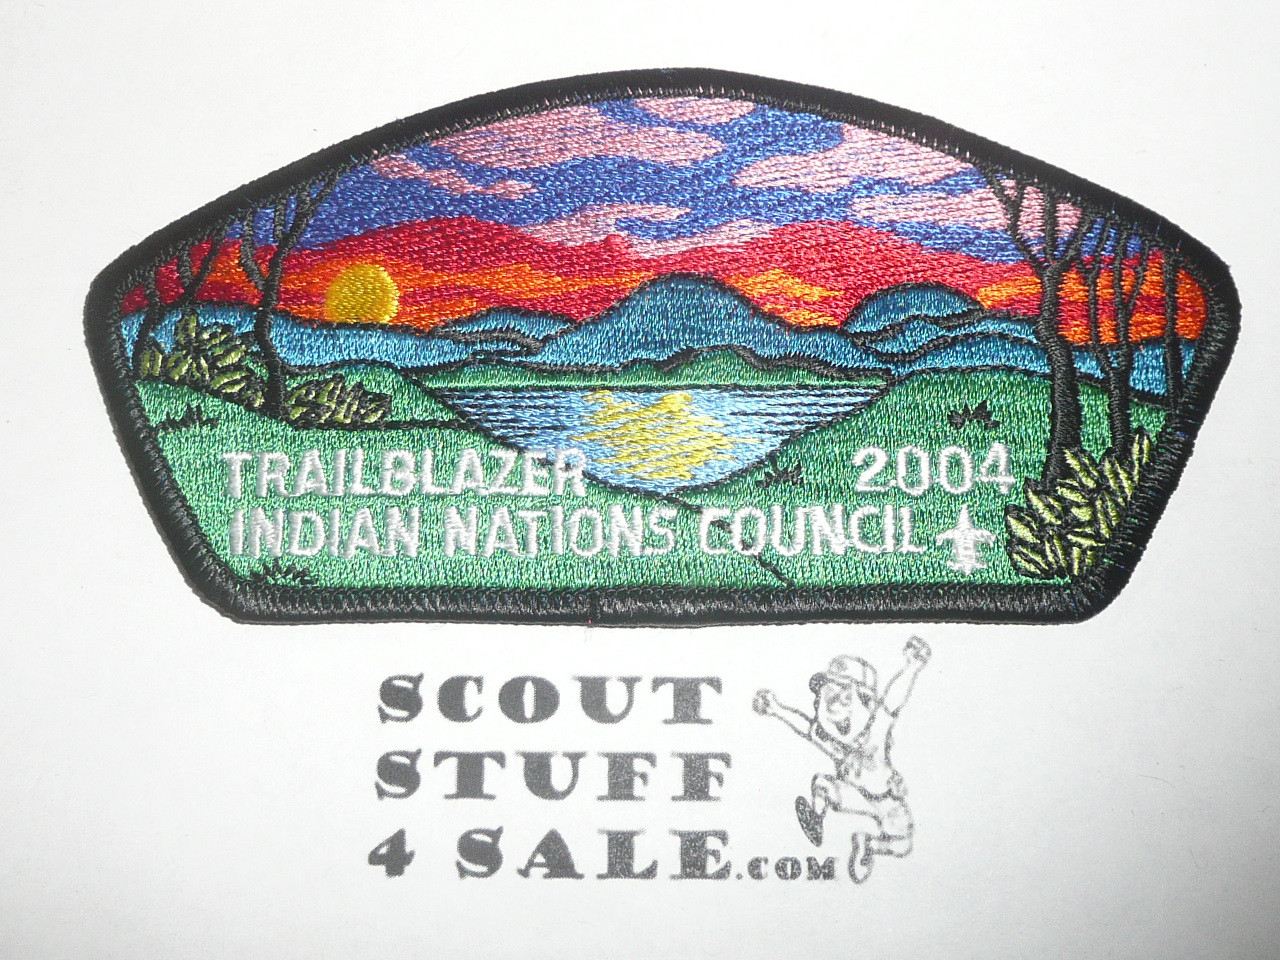 TRAILBLAZER 2004
INDIAN NATIONS COUNCIL
SCOUT
STUFF
4 SALE.COM